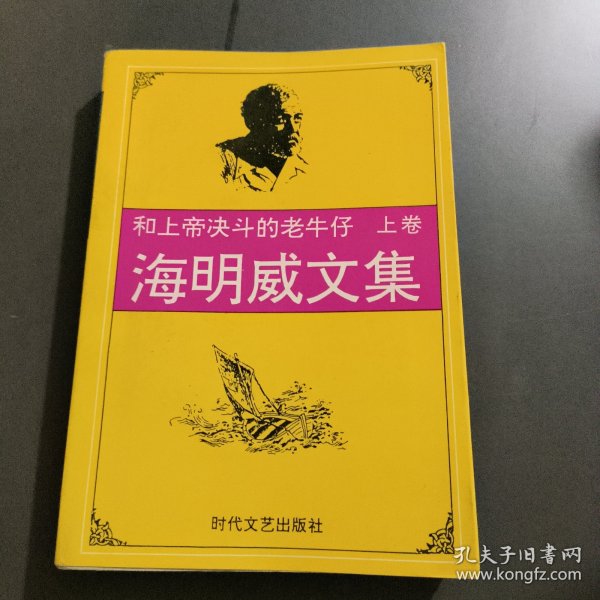 和上帝决斗的老牛仔 上卷
海明威文集
时代文艺出版社
孔夫子旧書网
www.kongfz.com